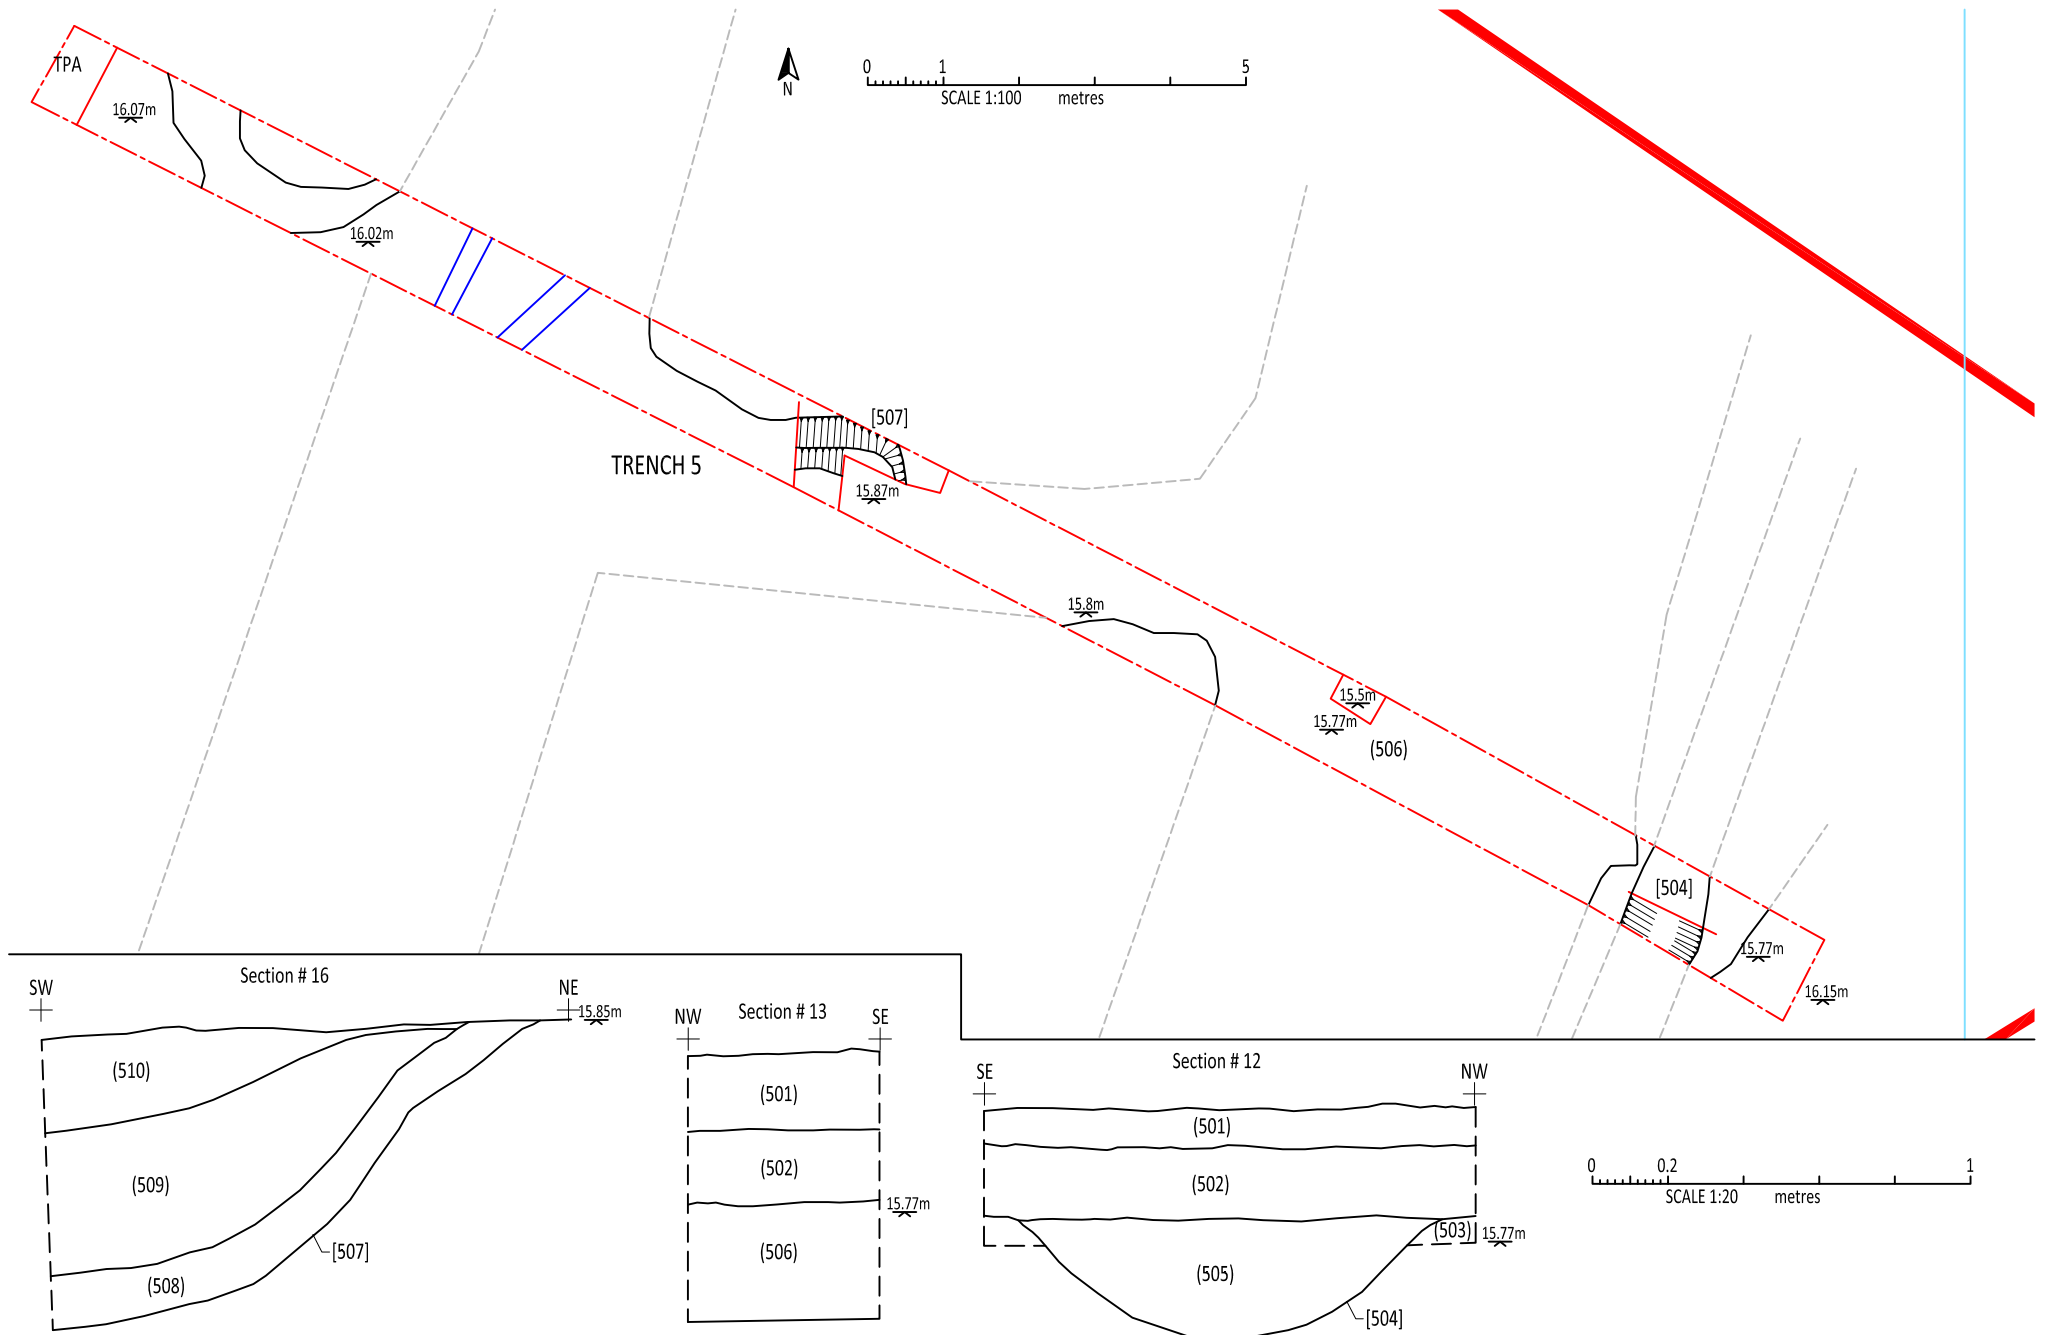 TPA
16.07m
16.02m
N
0 1 5
SCALE 1:100 metres
[507]
TRENCH 5
15.87m
15.8m
15.5m
15.77m
(506)
[504]
15.77m
16.15m
Section # 16
SW NE
15.85m
(510)
(509)
(508)
[507]
Section # 13
NW SE
(501)
(502)
15.77m
(506)
Section # 12
SE NW
(501)
(502)
(503)
15.77m
(505)
[504]
0 0.2 1
SCALE 1:20 metres